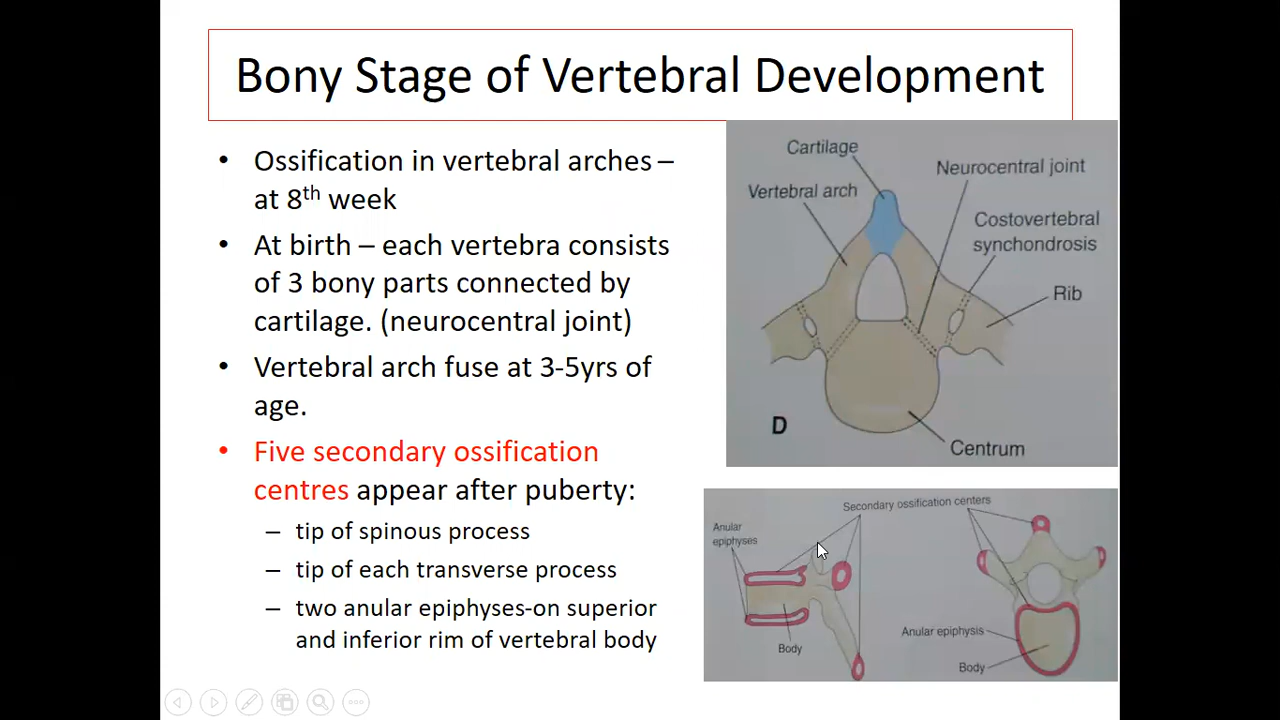 Bony Stage of Vertebral Development
• Ossification in vertebral arches –
at 8th week
• At birth – each vertebra consists
of 3 bony parts connected by
cartilage. (neurocentral joint)
• Vertebral arch fuse at 3-5yrs of
age.
• Five secondary ossification
centres appear after puberty:
– tip of spinous process
– tip of each transverse process
– two anular epiphyses-on superior
and inferior rim of vertebral body
Cartilage
Neurocentral joint
Vertebral arch
Costovertebral
synchondrosis
Rib
D
Centrum
Secondary ossification centers
Anular
epiphyses
Anular epiphysis
Body
Body